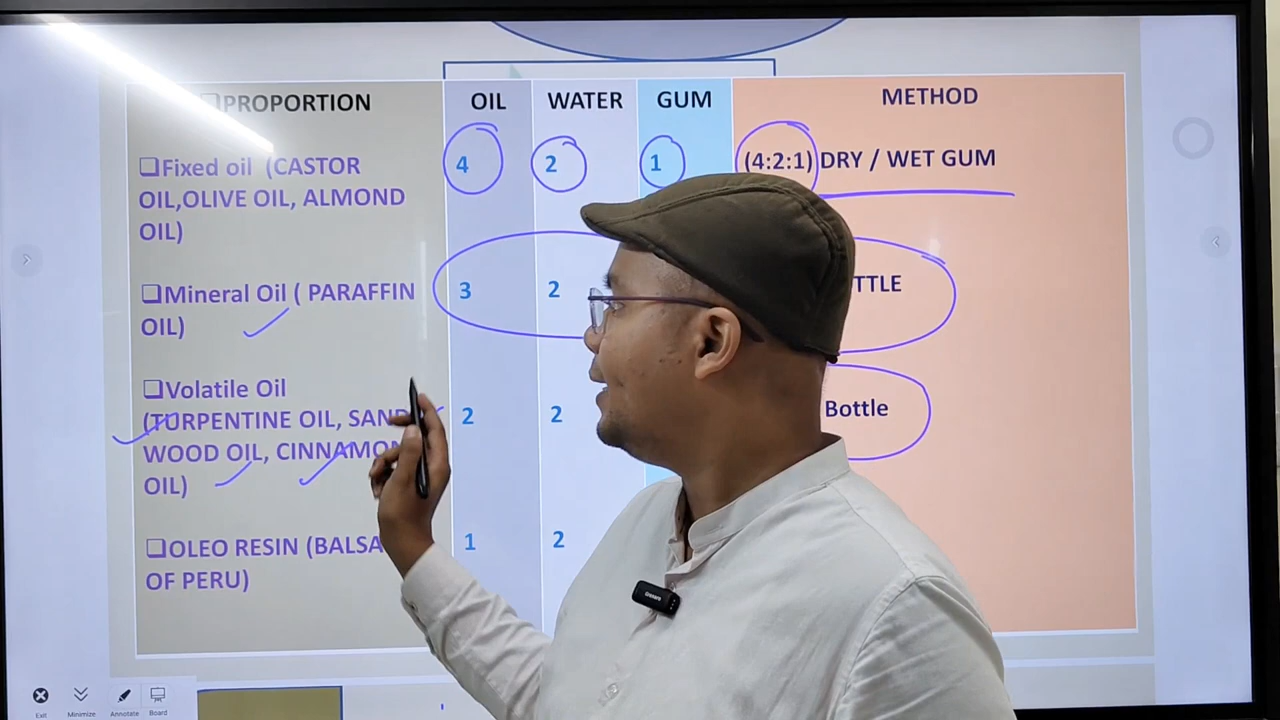 PROPORTION OIL WATER GUM METHOD
❑Fixed oil (CASTOR 4 2 1 (4:2:1) DRY / WET GUM
OIL,OLIVE OIL, ALMOND
OIL)
❑Mineral Oil ( PARAFFIN 3 2 TTLE
OIL)
❑Volatile Oil
(TURPENTINE OIL, SAND 2 2 Bottle
WOOD OIL, CINNAMON
OIL)
❑OLEO RESIN (BALSA 1 2
OF PERU)
Exit Minimize Annotate Board